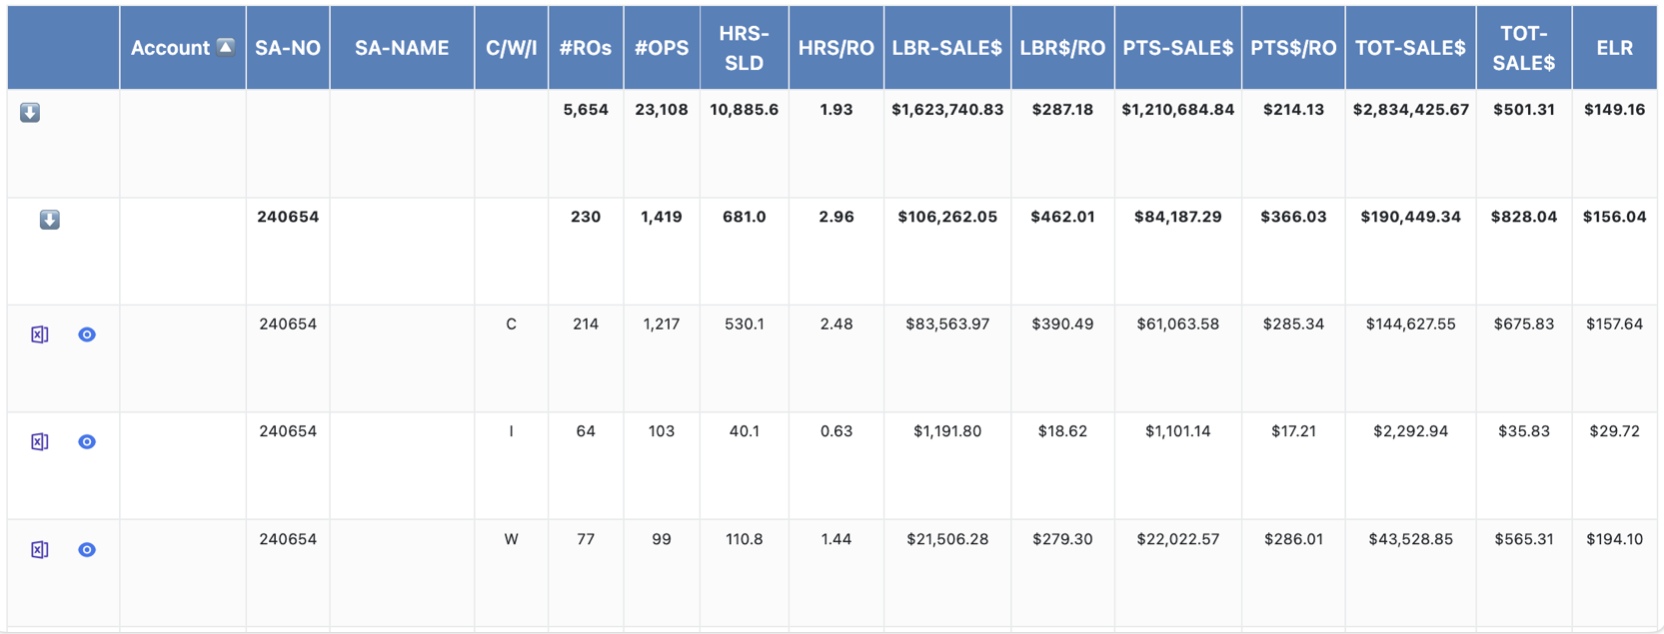 Account SA-NO SA-NAME C/W/I #ROs #OPS HRS-SLD HRS/RO LBR-SALE$ LBR$/RO PTS-SALE$ PTS$/RO TOT-SALE$ TOT-SALE$ ELR
5,654 23,108 10,885.6 1.93 $1,623,740.83 $287.18 $1,210,684.84 $214.13 $2,834,425.67 $501.31 $149.16
240654 230 1,419 681.0 2.96 $106,262.05 $462.01 $84,187.29 $366.03 $190,449.34 $828.04 $156.04
240654 C 214 1,217 530.1 2.48 $83,563.97 $390.49 $61,063.58 $285.34 $144,627.55 $675.83 $157.64
240654 I 64 103 40.1 0.63 $1,191.80 $18.62 $1,101.14 $17.21 $2,292.94 $35.83 $29.72
240654 W 77 99 110.8 1.44 $21,506.28 $279.30 $22,022.57 $286.01 $43,528.85 $565.31 $194.10